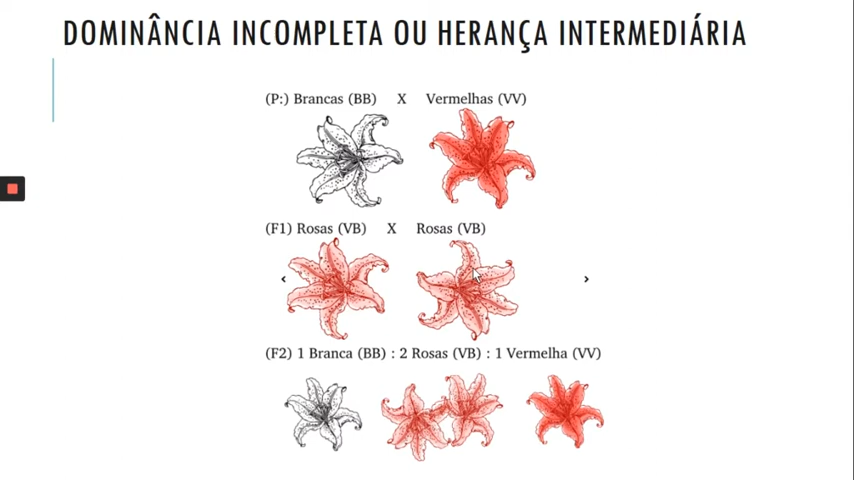 DOMINÂNCIA INCOMPLETA OU HERANÇA INTERMEDIÁRIA
(P:) Brancas (BB) X Vermelhas (VV)
(F1) Rosas (VB) X Rosas (VB)
(F2) 1 Branca (BB) : 2 Rosas (VB) : 1 Vermelha (VV)